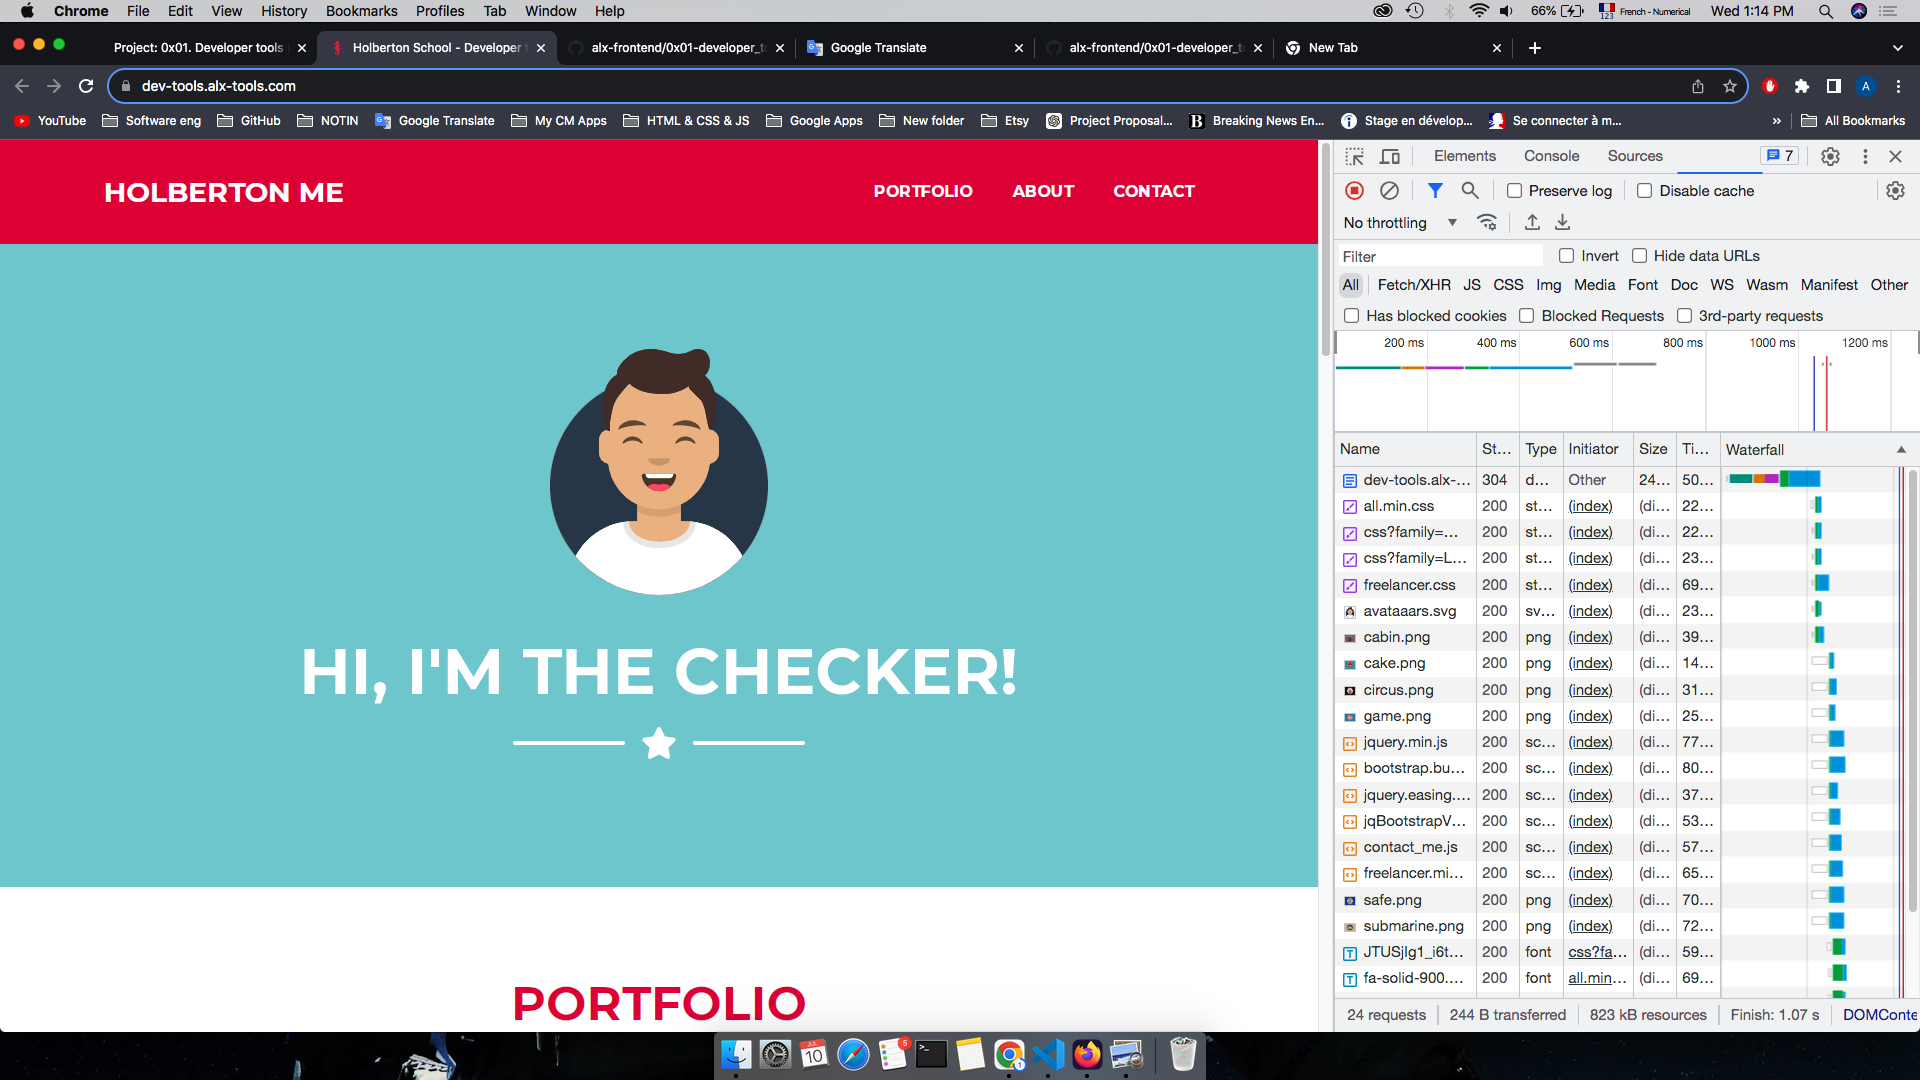 Chrome File Edit View History Bookmarks Profiles Tab Window Help 66% 123 French - Numerical Wed 1:14 PM
Project: 0x01. Developer tools Holberton School - Developer alx-frontend/0x01-developer_t Google Translate alx-frontend/0x01-developer_t New Tab
dev-tools.alx-tools.com A
YouTube Software eng GitHub NOTIN Google Translate My CM Apps HTML & CSS & JS Google Apps New folder Etsy Project Proposal... B Breaking News En... Stage en dévelop... Se connecter à m... » All Bookmarks
HOLBERTON ME PORTFOLIO ABOUT CONTACT
HI, I'M THE CHECKER!
PORTFOLIO
Elements Console Sources 7
Preserve log Disable cache
No throttling
Filter Invert Hide data URLs
All Fetch/XHR JS CSS Img Media Font Doc WS Wasm Manifest Other
Has blocked cookies Blocked Requests 3rd-party requests
200 ms 400 ms 600 ms 800 ms 1000 ms 1200 ms
Name St... Type Initiator Size Ti... Waterfall
dev-tools.alx-... 304 d... Other 24... 50...
all.min.css 200 st... (index) (di... 22...
css?family=... 200 st... (index) (di... 22...
css?family=L... 200 st... (index) (di... 23...
freelancer.css 200 st... (index) (di... 69...
avataaars.svg 200 sv... (index) (di... 23...
cabin.png 200 png (index) (di... 39...
cake.png 200 png (index) (di... 14...
circus.png 200 png (index) (di... 31...
game.png 200 png (index) (di... 25...
jquery.min.js 200 sc... (index) (di... 77...
bootstrap.bu... 200 sc... (index) (di... 80...
jquery.easing.... 200 sc... (index) (di... 37...
jqBootstrapV... 200 sc... (index) (di... 53...
contact_me.js 200 sc... (index) (di... 57...
freelancer.mi... 200 sc... (index) (di... 65...
safe.png 200 png (index) (di... 70...
submarine.png 200 png (index) (di... 72...
JTUSjIg1_i6t... 200 font css?fa... (di... 59...
fa-solid-900.... 200 font all.min... (di... 69...
24 requests 244 B transferred 823 kB resources Finish: 1.07 s DOMConte
JUL 10 5 1